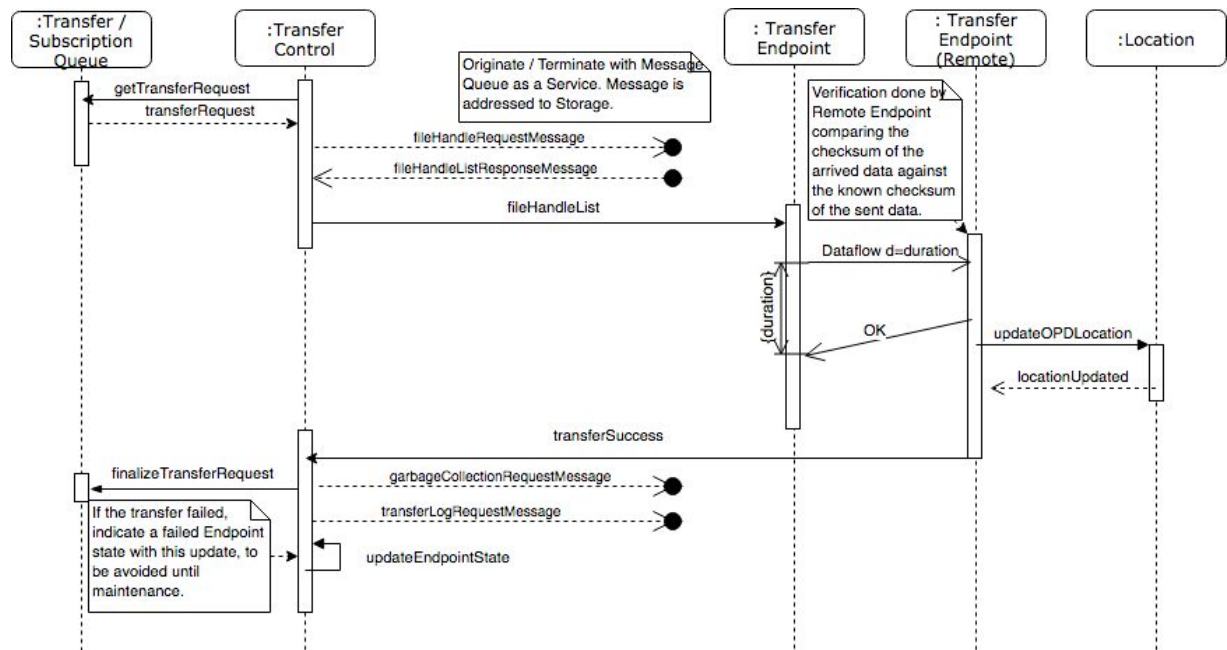 :Transfer /
Subscription
Queue
:Transfer
Control
: Transfer
Endpoint
: Transfer
Endpoint
(Remote)
:Location
Originate / Terminate with Message
Queue as a Service. Message is
addressed to Storage.
Verification done by
Remote Endpoint
comparing the
checksum of the
arrived data against
the known checksum
of the sent data.
getTransferRequest
transferRequest
fileHandleRequestMessage
fileHandleListResponseMessage
fileHandleList
Dataflow d=duration
{duration}
OK
updateOPDLocation
locationUpdated
transferSuccess
finalizeTransferRequest
garbageCollectionRequestMessage
transferLogRequestMessage
If the transfer failed,
indicate a failed Endpoint
state with this update, to
be avoided until
maintenance.
updateEndpointState